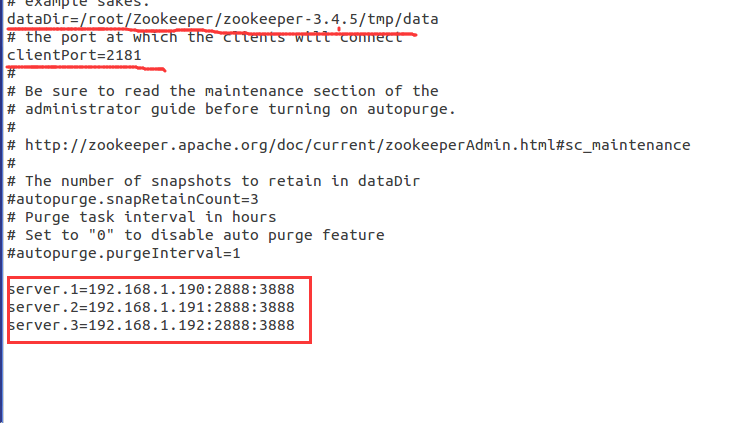 # example sakes.
dataDir=/root/Zookeeper/zookeeper-3.4.5/tmp/data
# the port at which the clients will connect
clientPort=2181
#
# Be sure to read the maintenance section of the
# administrator guide before turning on autopurge.
#
# http://zookeeper.apache.org/doc/current/zookeeperAdmin.html#sc_maintenance
#
# The number of snapshots to retain in dataDir
#autopurge.snapRetainCount=3
# Purge task interval in hours
# Set to "0" to disable auto purge feature
#autopurge.purgeInterval=1
server.1=192.168.1.190:2888:3888
server.2=192.168.1.191:2888:3888
server.3=192.168.1.192:2888:3888